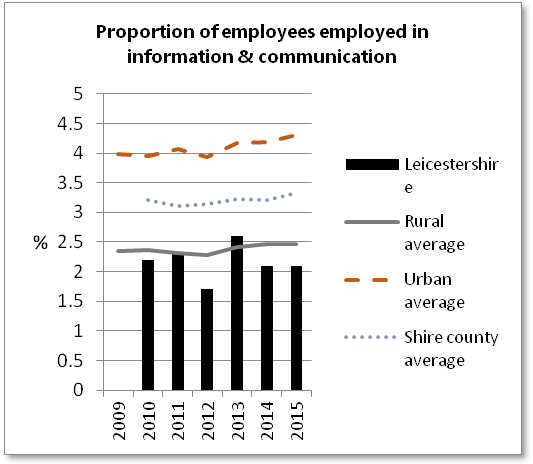 Proportion of employees employed in
information & communication
5
4.5
4
3.5
3
2.5
2
1.5
1
0.5
0
%
2009
2010
2011
2012
2013
2014
2015
Leicestershir
e
Rural
average
Urban
average
Shire county
average